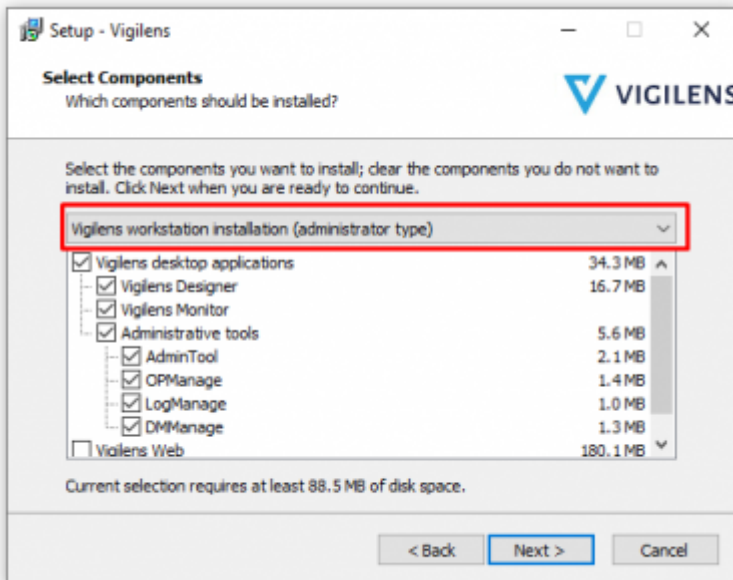 Setup - Vigilens
Select Components
Which components should be installed?
VIGILENS
Select the components you want to install; clear the components you do not want to
install. Click Next when you are ready to continue.
Vigilens workstation installation (administrator type)
Vigilens desktop applications 34.3 MB
Vigilens Designer 16.7 MB
Vigilens Monitor
Administrative tools 5.6 MB
AdminTool 2.1 MB
OPManage 1.4 MB
LogManage 1.0 MB
DMManage 1.3 MB
Vigilens Web 180.1 MB
Current selection requires at least 88.5 MB of disk space.
< Back Next > Cancel